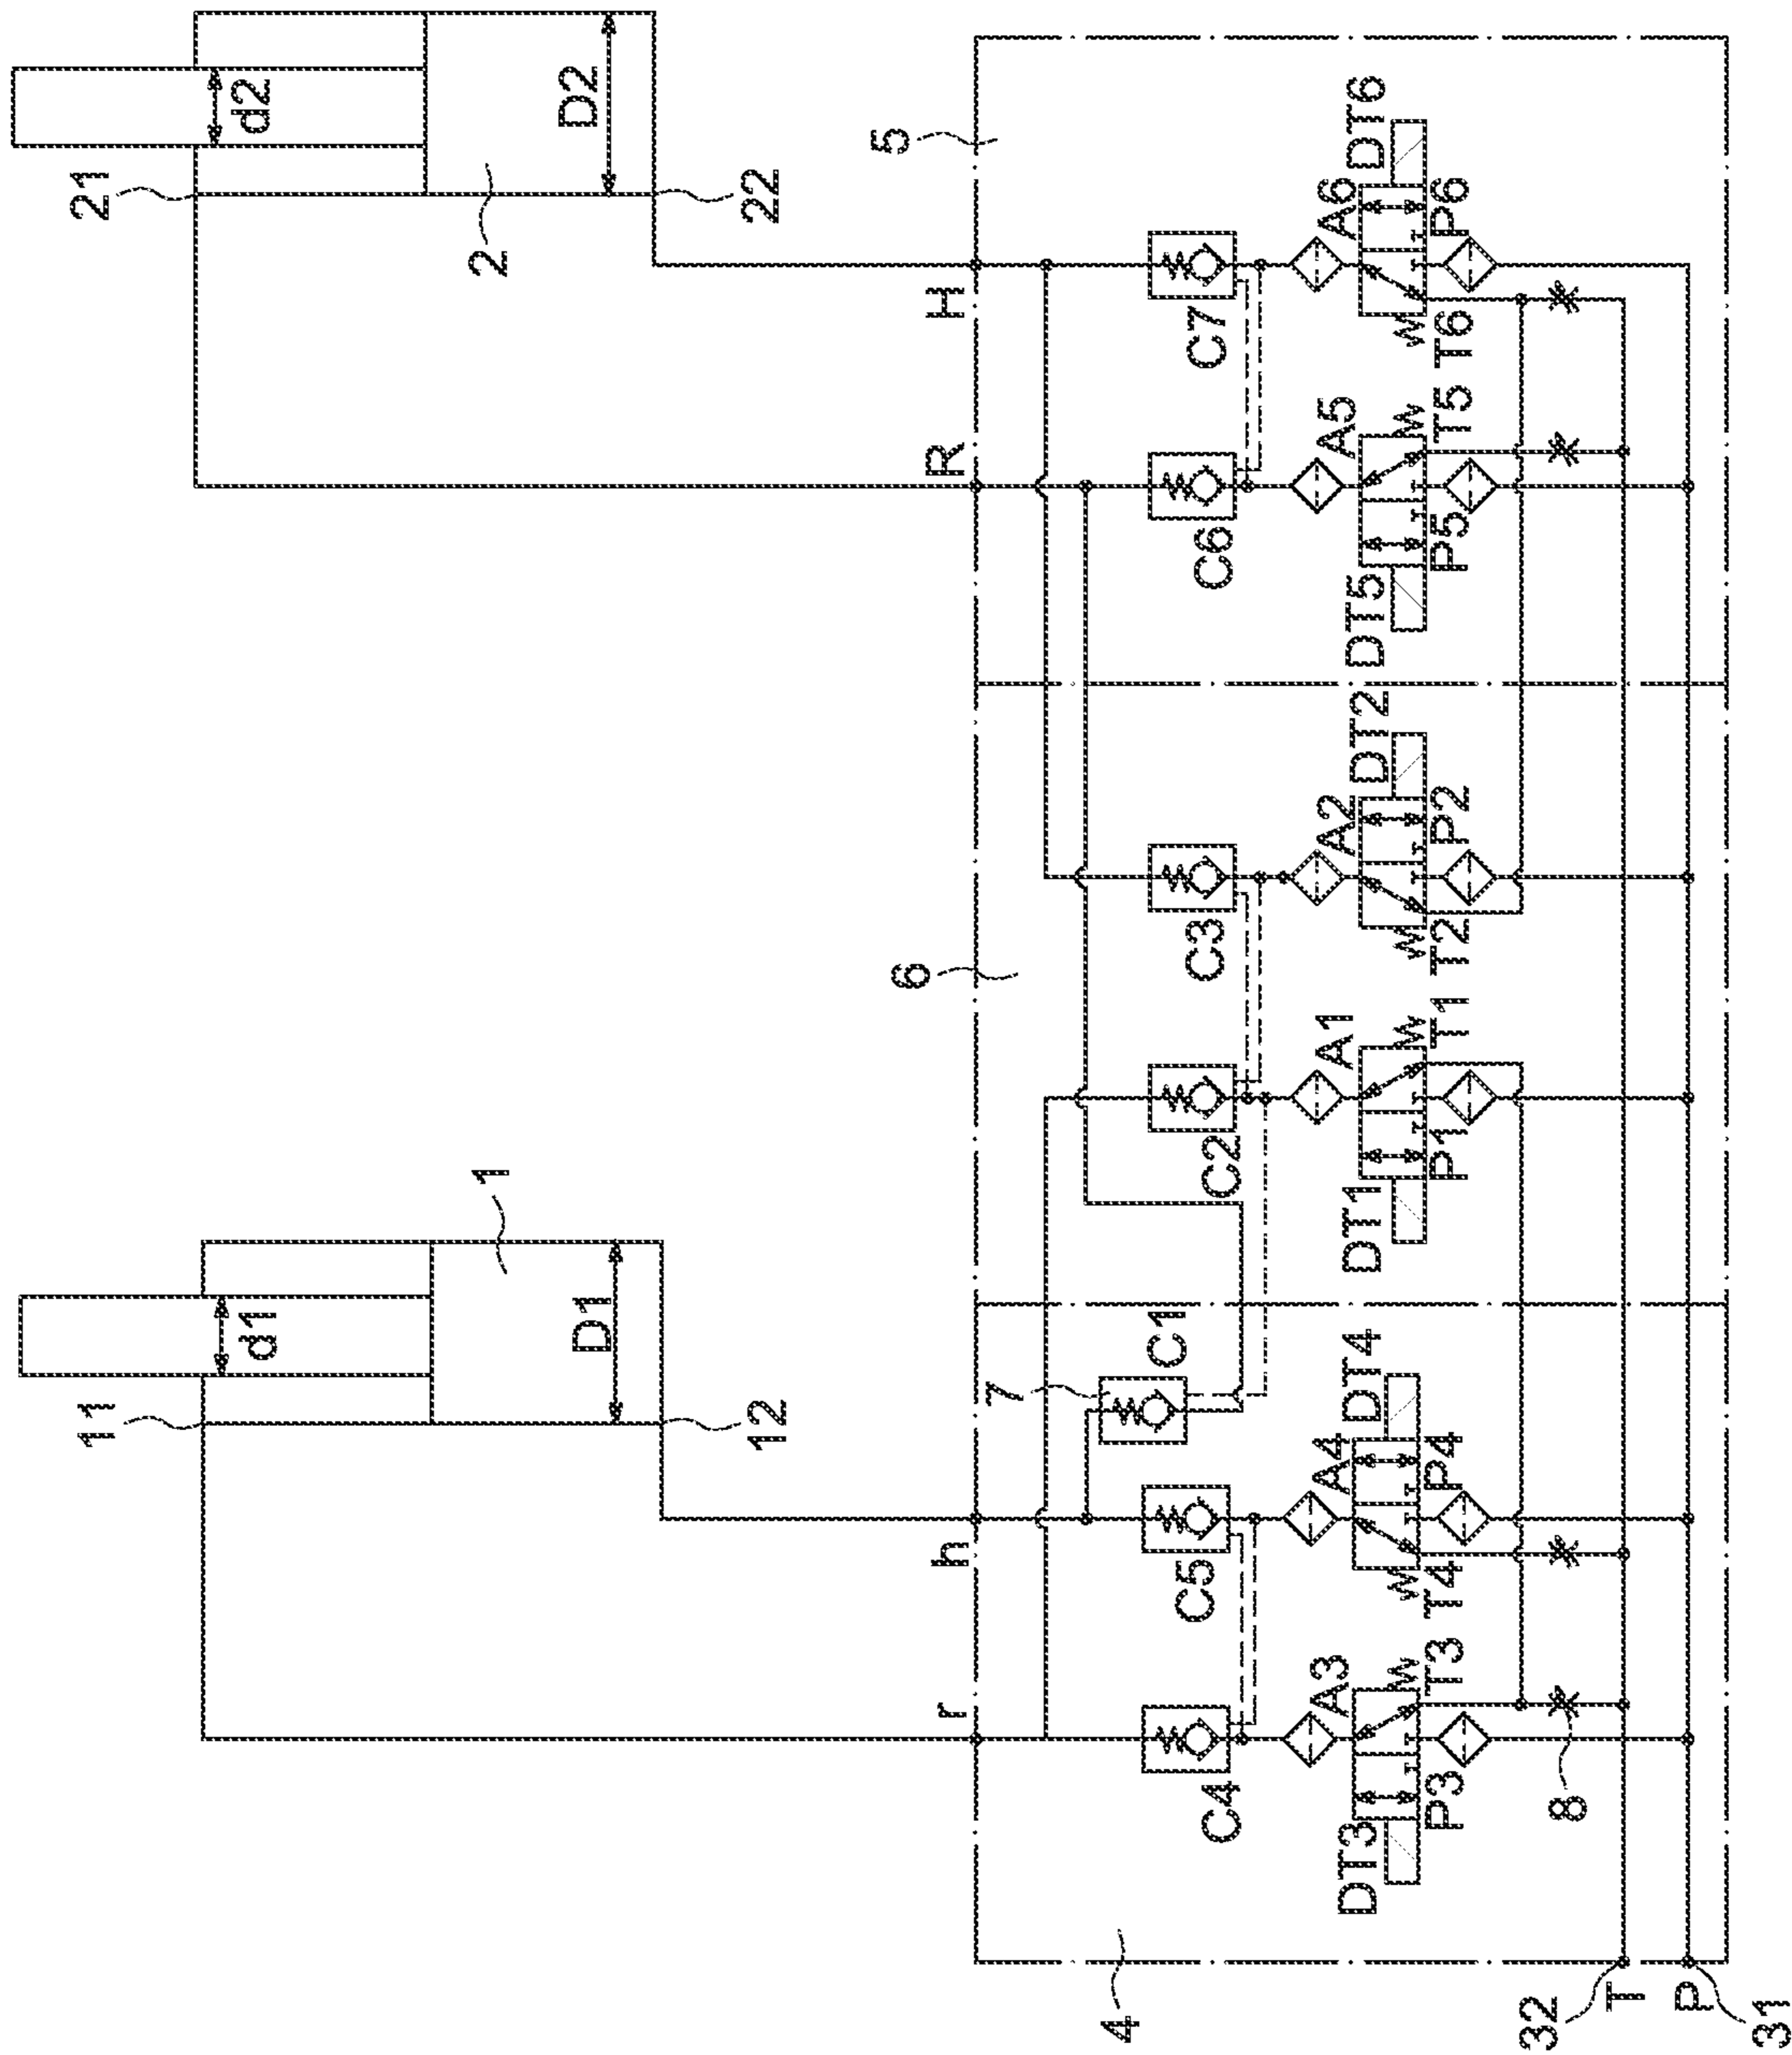 11
d1
1
D1
12
21
d2
2
D2
22
r
h
R
H
6
5
7
C1
C4
C5
C2
C3
C6
C7
A3
A4
A1
A2
A5
A6
DT3
W
W
DT4
DT1
W
W
DT2
DT5
W
W
DT6
P3
T3
T4
P4
P1
T1
T2
P2
P5
T5
T6
P6
8
4
32
T
P
31